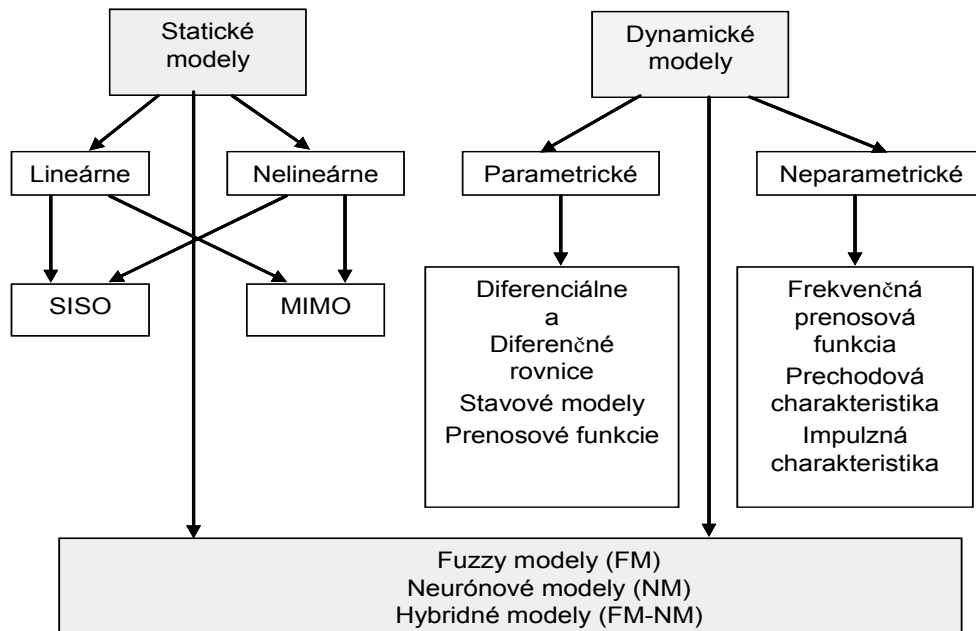 Statické
modely
Dynamické
modely
Lineárne
Nelineárne
Parametrické
Neparametrické
SISO
MIMO
Diferenciálne
a
Diferenčné
rovnice
Stavové modely
Prenosové funkcie
Frekvenčná
prenosová
funkcia
Prechodová
charakteristika
Impulzná
charakteristika
Fuzzy modely (FM)
Neurónové modely (NM)
Hybridné modely (FM-NM)